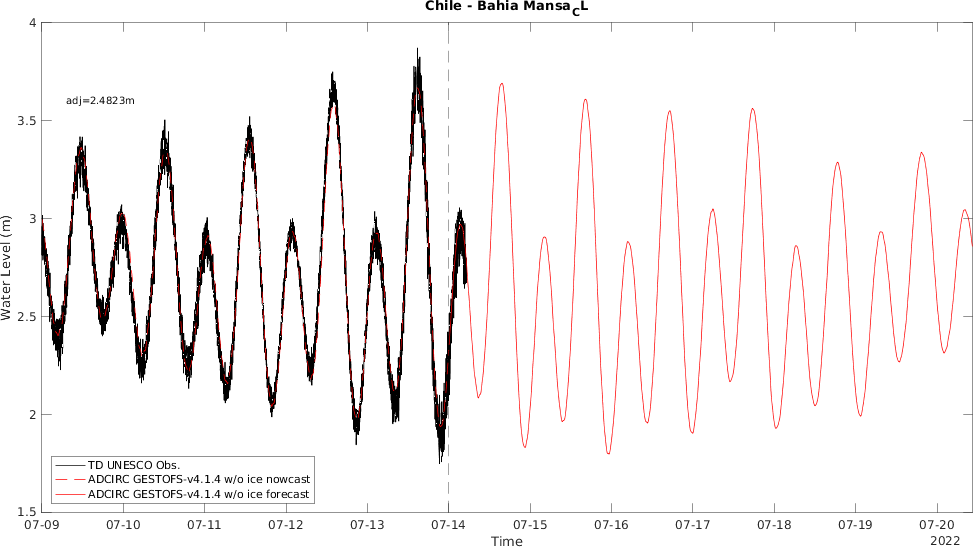 Chile - Bahia Mansa_CL
adj=2.4823m
Water Level (m)
4
3.5
3
2.5
2
1.5
TD UNESCO Obs.
ADCIRC GESTOFS-v4.1.4 w/o ice nowcast
ADCIRC GESTOFS-v4.1.4 w/o ice forecast
07-09 07-10 07-11 07-12 07-13 07-14 07-15 07-16 07-17 07-18 07-19 07-20
Time
2022